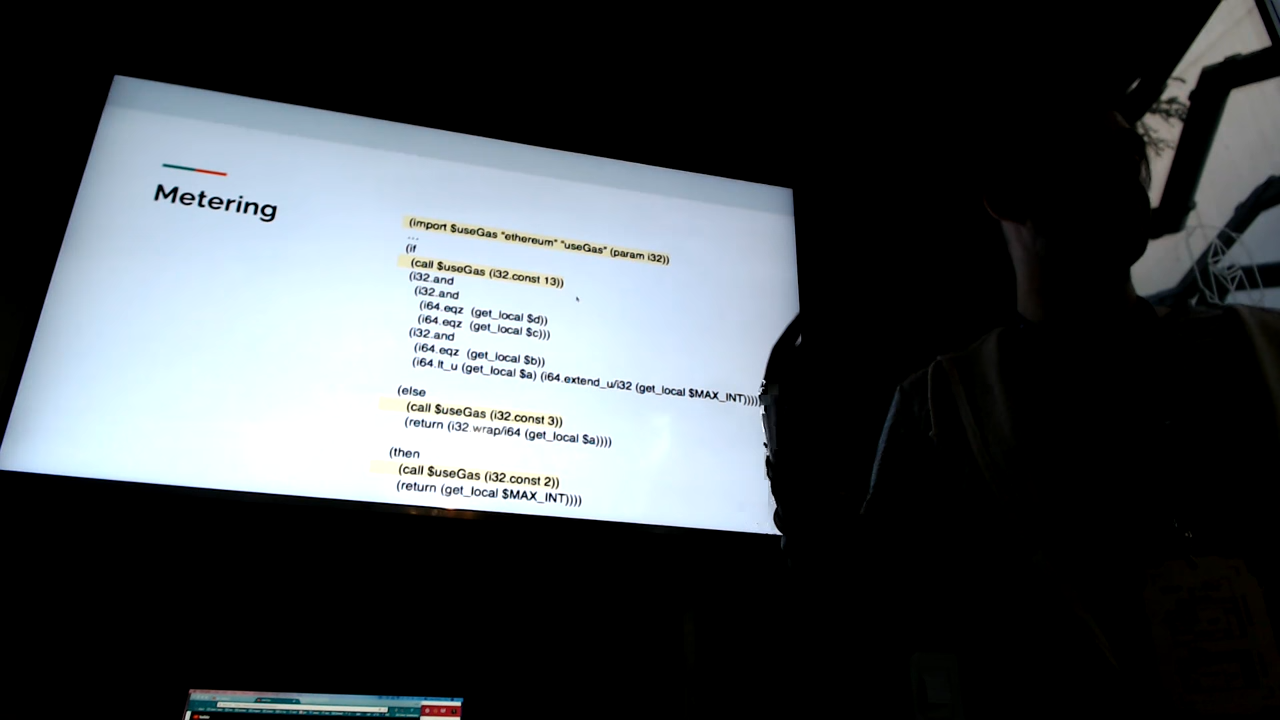 Metering
(import $useGas "ethereum" "useGas" (param i32))
...
(if
(call $useGas (i32.const 13))
(i32.and
(i32.and
(i64.eqz (get_local $d))
(i64.eqz (get_local $c)))
(i32.and
(i64.eqz (get_local $b))
(i64.lt_u (get_local $a) (i64.extend_u/i32 (get_local $MAX_INT)))))
(else
(call $useGas (i32.const 3))
(return (i32.wrap/i64 (get_local $a))))
(then
(call $useGas (i32.const 2))
(return (get_local $MAX_INT))))